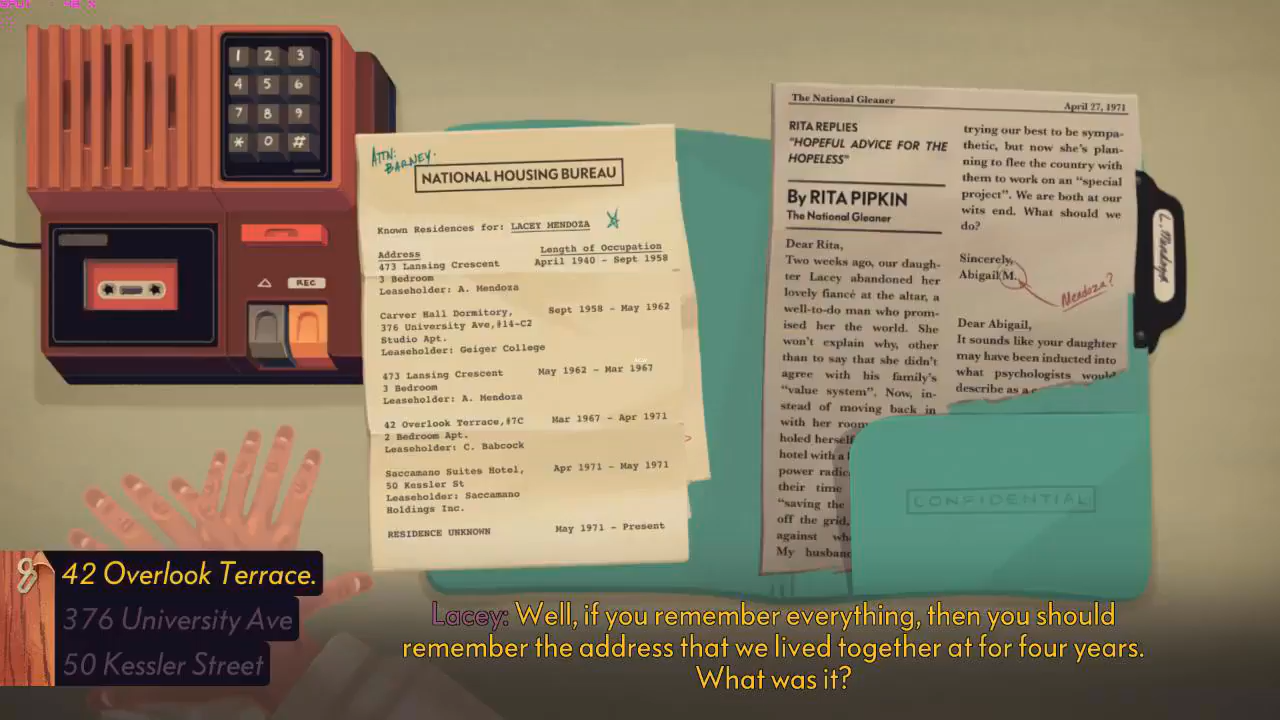 1 2 3
4 5 6
7 8 9
* 0 #
REC
ATTN:
BARNEY.
NATIONAL HOUSING BUREAU
Known Residences for: LACEY MENDOZA
Address Length of Occupation
473 Lansing Crescent April 1940 - Sept 1958
3 Bedroom
Leaseholder: A. Mendoza
Carver Hall Dormitory, Sept 1958 - May 1962
376 University Ave,#14-C2
Studio Apt.
Leaseholder: Geiger College
473 Lansing Crescent May 1962 - Mar 1967
3 Bedroom
Leaseholder: A. Mendoza
42 Overlook Terrace,#7C Mar 1967 - Apr 1971
2 Bedroom Apt.
Leaseholder: C. Babcock
Saccamano Suites Hotel, Apr 1971 - May 1971
50 Kessler St
Leaseholder: Saccamano
Holdings Inc.
RESIDENCE UNKNOWN May 1971 - Present
The National Gleaner April 27, 1971
RITA REPLIES
"HOPEFUL ADVICE FOR THE
HOPELESS"
By RITA PIPKIN
The National Gleaner
Dear Rita,
Two weeks ago, our daugh-
ter Lacey abandoned her
lovely fiancé at the altar, a
well-to-do man who prom-
ised her the world. She
won't explain why, other
than to say that she didn't
agree with his family's
"value system". Now, in-
stead of moving back in
with her
holed
hotel with a
power
their time
"saving the
off the grid,
against
My
trying our best to be sympa-
thetic, but now she's plan-
ning to flee the country with
them to work on an "special
project". We are both at our
wits end. What should we
do?
Sincerely,
Abigail M.
Mendoza?
Dear Abigail,
It sounds like your daughter
may have been inducted into
what psychologists would
describe as a
L. Mendoza
CONFIDENTIAL
42 Overlook Terrace.
376 University Ave
50 Kessler Street
Lacey: Well, if you remember everything, then you should
remember the address that we lived together at for four years.
What was it?